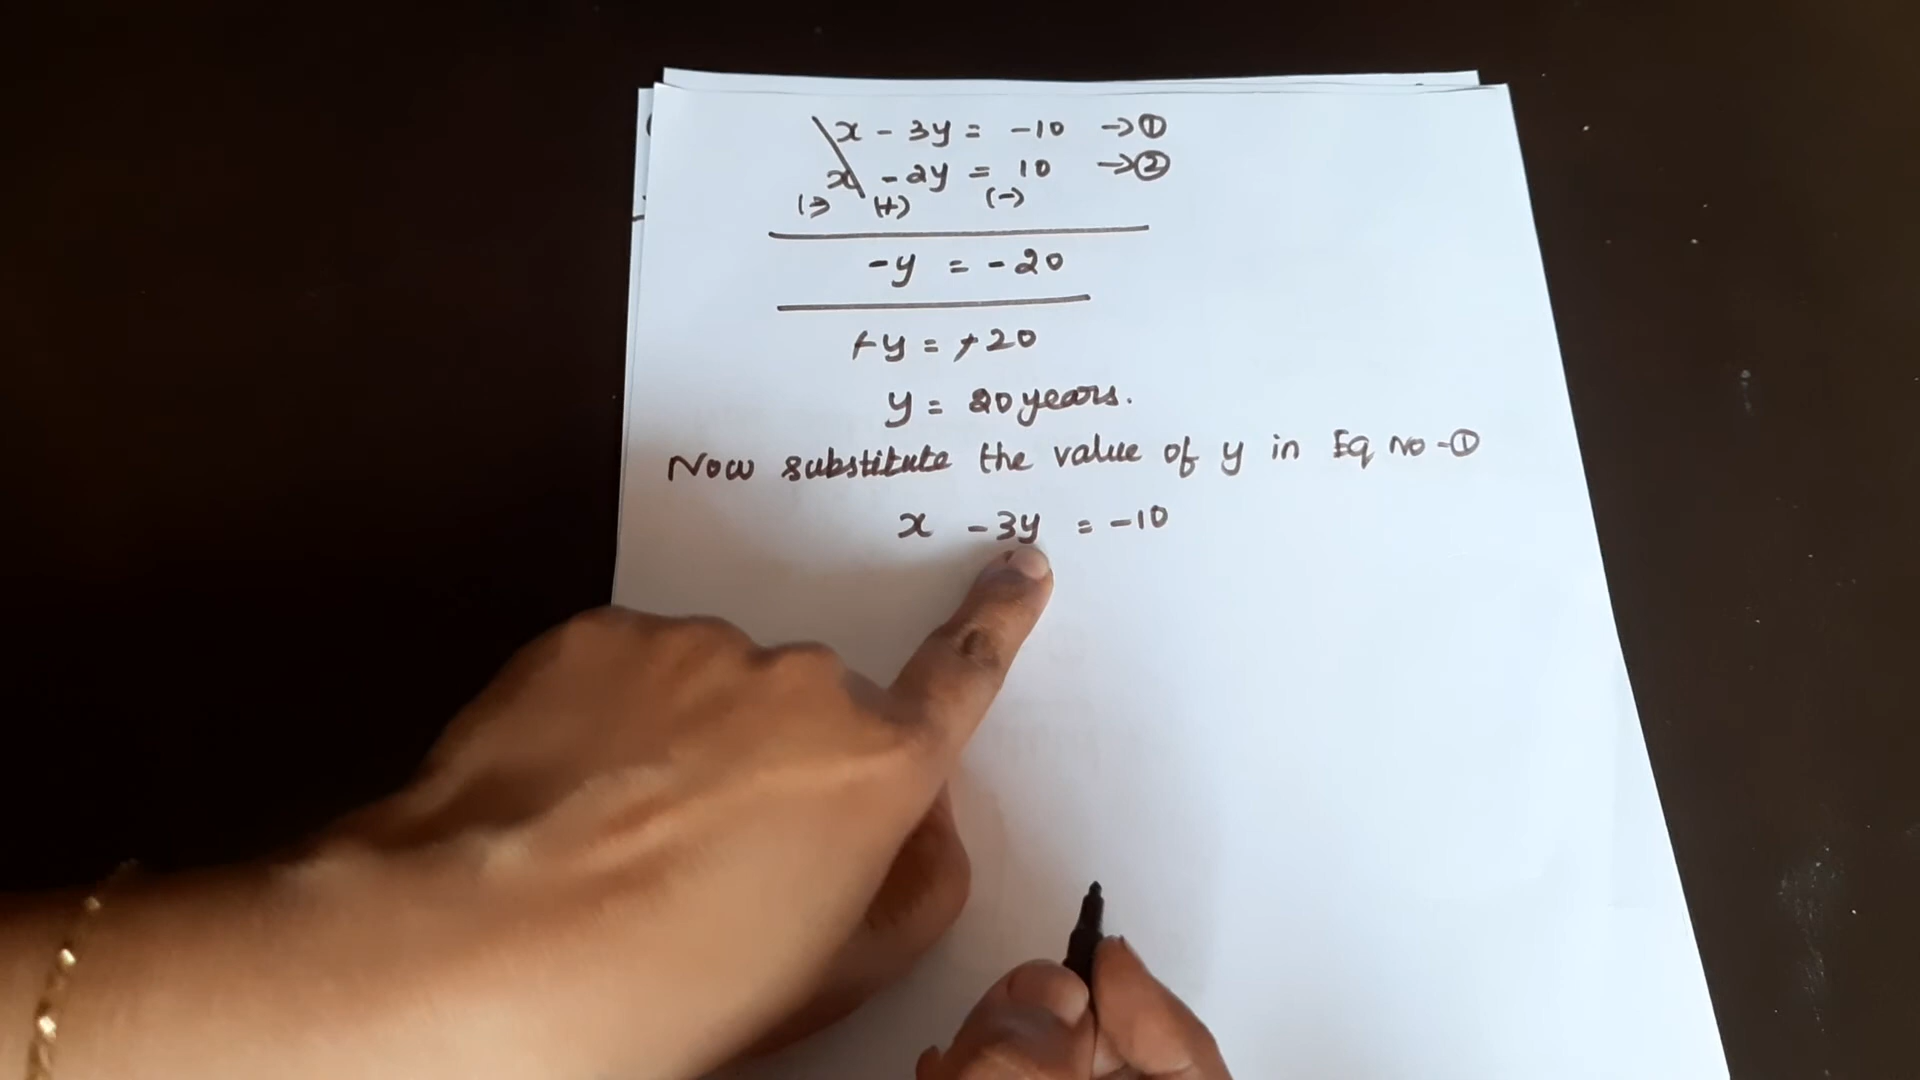 x - 3y = -10 → ①
x - 2y = 10 → ②
(-) (+) (-)
-y = -20
+y = +20
y = 20 years.
Now substitute the value of y in Eq no - ①
x - 3y = -10